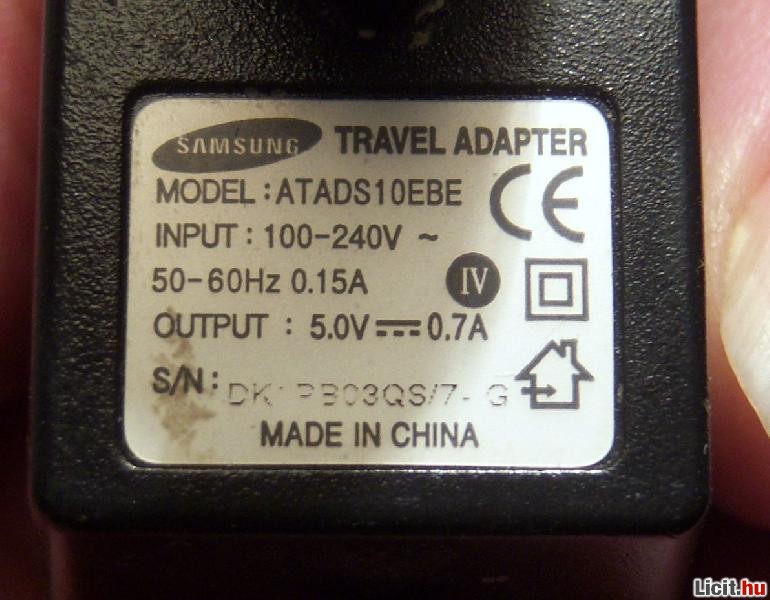 SAMSUNG TRAVEL ADAPTER
MODEL : ATADS10EBE
CE
INPUT : 100-240V ~
50-60Hz 0.15A
IV
OUTPUT : 5.0V 0.7A
S/N :
MADE IN CHINA
Licit.hu